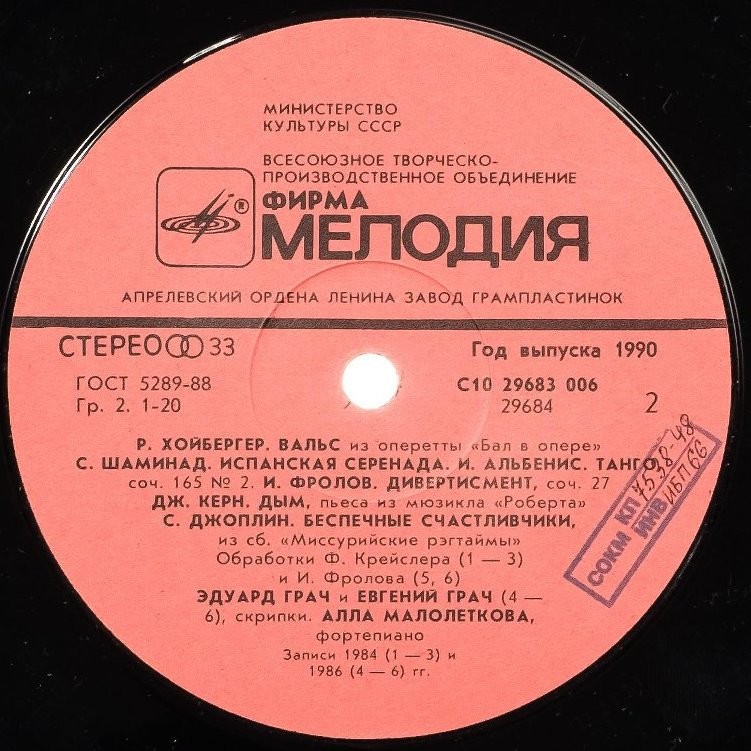 МИНИСТЕРСТВО
КУЛЬТУРЫ СССР
ВСЕСОЮЗНОЕ ТВОРЧЕСКО-
ПРОИЗВОДСТВЕННОЕ ОБЪЕДИНЕНИЕ
ФИРМА
®
МЕЛОДИЯ
АПРЕЛЕВСКИЙ ОРДЕНА ЛЕНИНА ЗАВОД ГРАМПЛАСТИНОК
СТЕРЕО 33
Год выпуска 1990
ГОСТ 5289-88
С10 29683 006
Гр. 2. 1-20
29684
2
Р. ХОЙБЕРГЕР. ВАЛЬС из оперетты «Бал в опере»
С. ШАМИНАД. ИСПАНСКАЯ СЕРЕНАДА. И. АЛЬБЕНИС. ТАНГО,
соч. 165 № 2. И. ФРОЛОВ. ДИВЕРТИСМЕНТ, соч. 27
ДЖ. КЕРН. ДЫМ, пьеса из мюзикла «Роберта»
С. ДЖОПЛИН. БЕСПЕЧНЫЕ СЧАСТЛИВЧИКИ,
из сб. «Миссурийские рэгтаймы»
Обработки Ф. Крейслера (1 — 3)
и И. Фролова (5, 6)
ЭДУАРД ГРАЧ и ЕВГЕНИЙ ГРАЧ (4 —
6), скрипки. АЛЛА МАЛОЛЕТКОВА,
фортепиано
Записи 1984 (1 — 3) и
1986 (4 — 6) гг.
СОКМ КП 7538-48
ИНВ ИБП 66